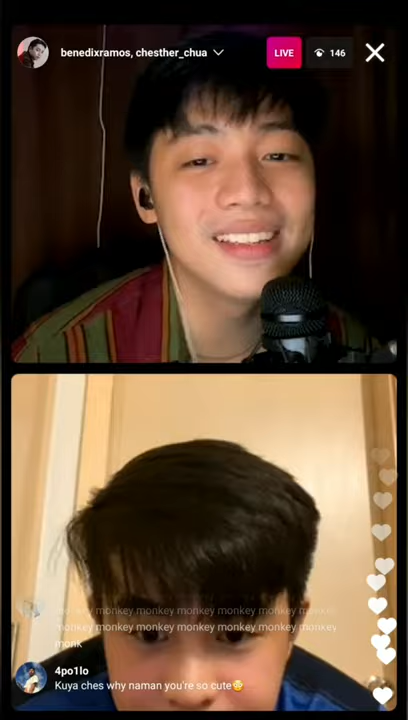 benedixramos, chesther_chua
LIVE
146
monkey monkey monkey monkey monkey
monkey monkey monkey monkey monkey monkey
monk
4po1lo
Kuya ches why naman you're so cute😳